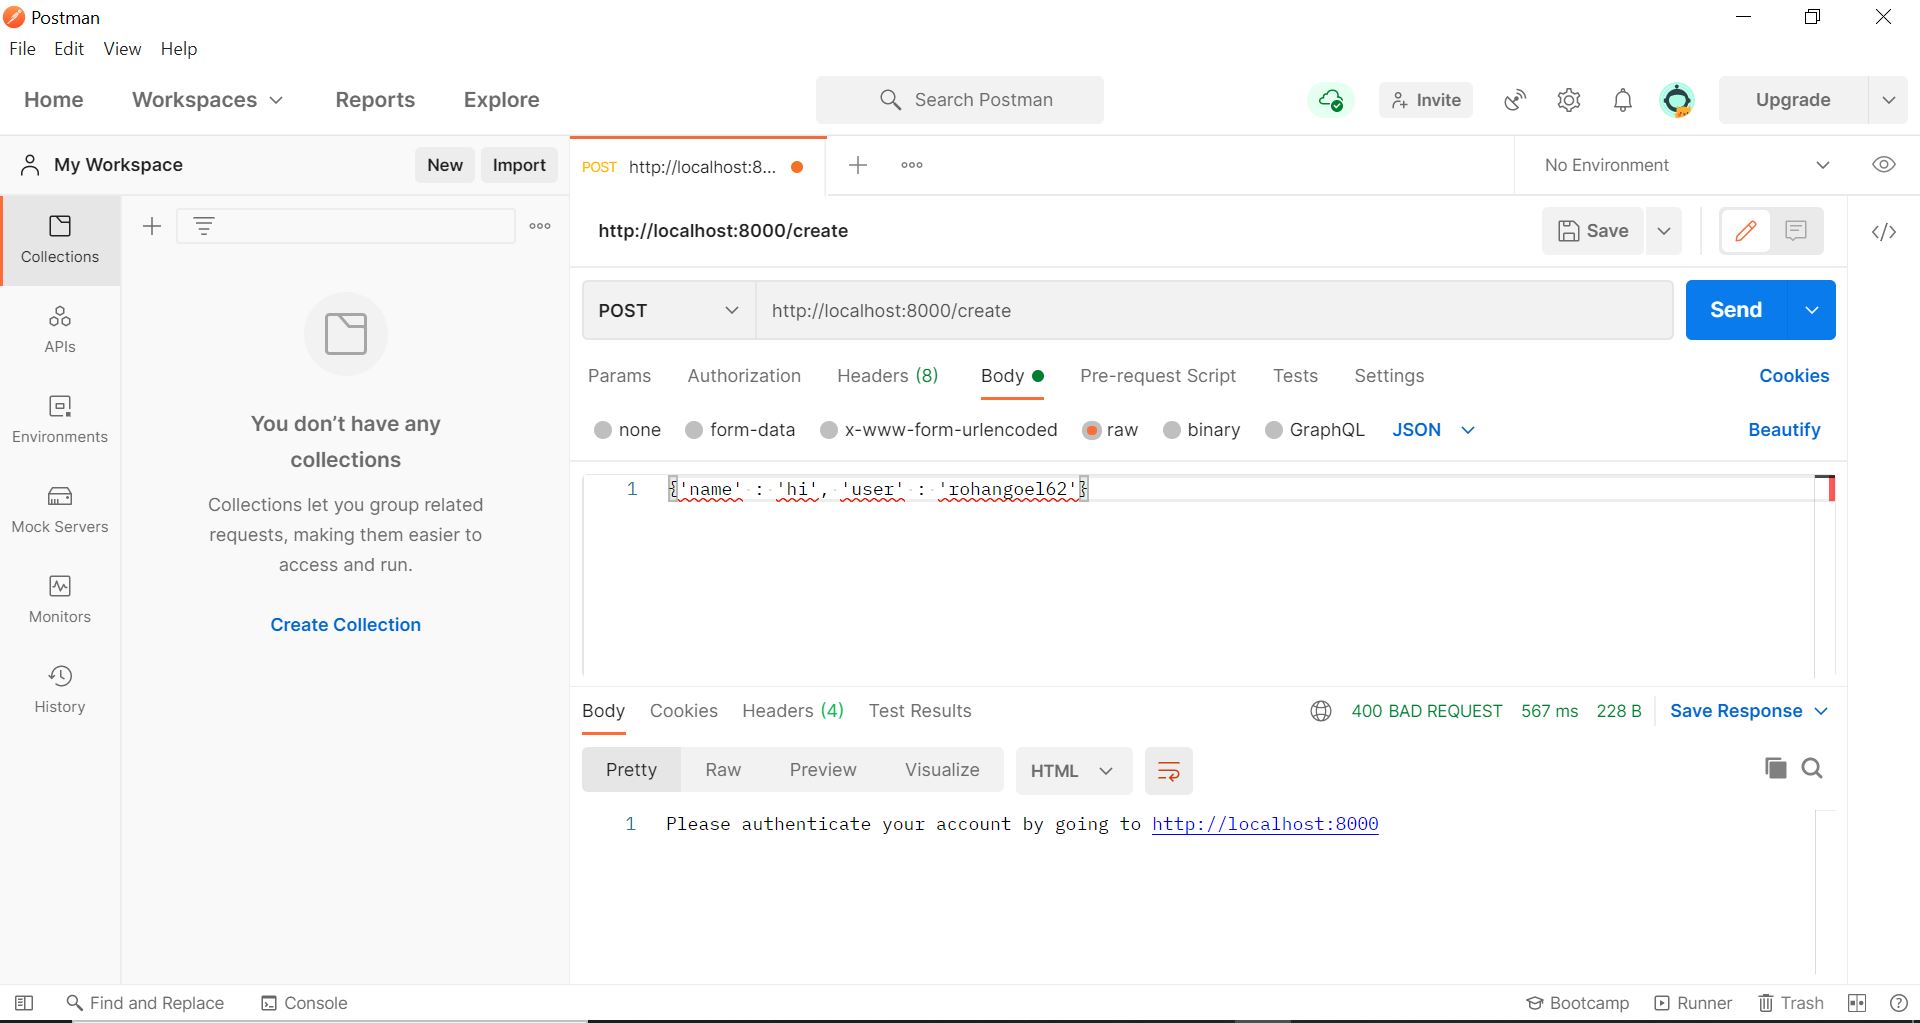 Postman
File Edit View Help
Home Workspaces Reports Explore Search Postman Invite Upgrade
My Workspace New Import POST http://localhost:8... No Environment
Collections
http://localhost:8000/create Save
POST http://localhost:8000/create Send
APIs
Params Authorization Headers (8) Body Pre-request Script Tests Settings Cookies
none form-data x-www-form-urlencoded raw binary GraphQL JSON Beautify
Environments
You don’t have any
collections
Collections let you group related
requests, making them easier to
access and run.
Create Collection
1 {'name' : 'hi', 'user' : 'rohangoel62'}
Mock Servers
Monitors
History
Body Cookies Headers (4) Test Results 400 BAD REQUEST 567 ms 228 B Save Response
Pretty Raw Preview Visualize HTML
1 Please authenticate your account by going to http://localhost:8000
Find and Replace Console Bootcamp Runner Trash